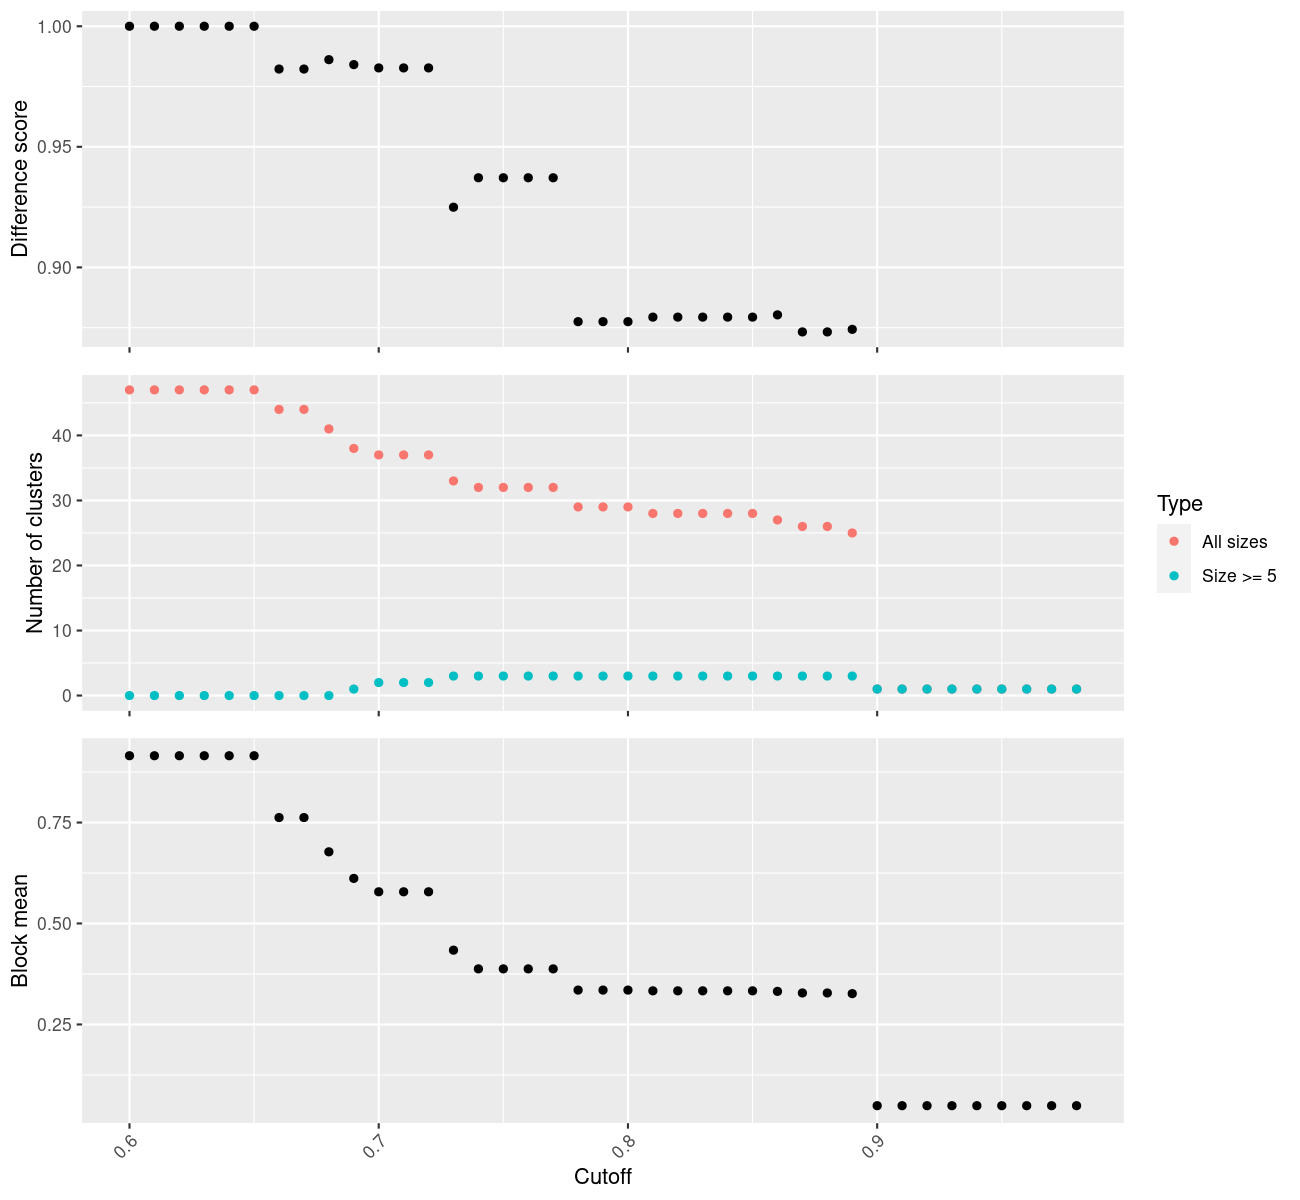 Difference score
1.00
0.95
0.90
Number of clusters
40
30
20
10
0
Type
All sizes
Size >= 5
Block mean
0.75
0.50
0.25
0.6
0.7
0.8
0.9
Cutoff